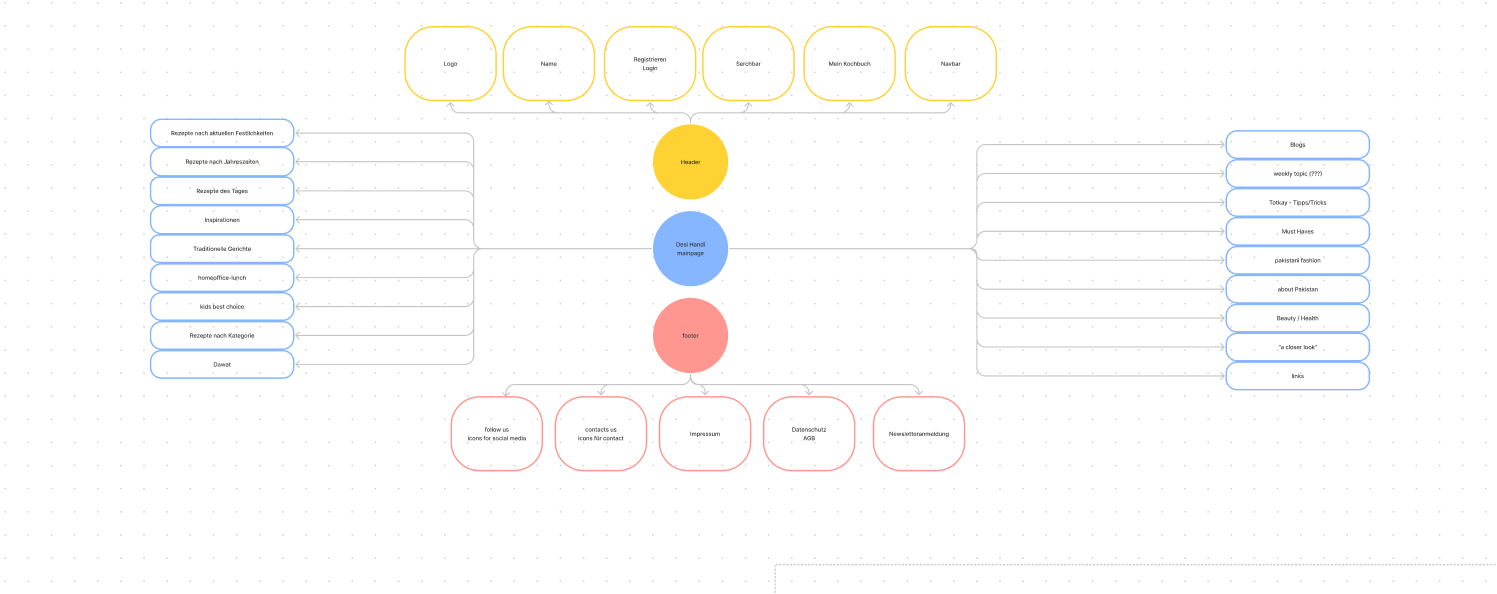 Logo
Name
Registrieren
Login
Serchbar
Mein Kochbuch
Navbar
Header
Rezepte nach aktuellen Festlichkeiten
Rezepte nach Jahreszeiten
Rezepte des Tages
Inspirationen
Traditionelle Gerichte
homeoffice-lunch
kids best choice
Rezepte nach Kategorie
Dawat
Desi Handi
mainpage
Blogs
weekly topic (???)
Totkay - Tipps/Tricks
Must Haves
pakistani fashion
about Pakistan
Beauty / Health
"a closer look"
links
footer
follow us
icons for social media
contacts us
icons für contact
Impressum
Datenschutz
AGB
Newsletteranmeldung